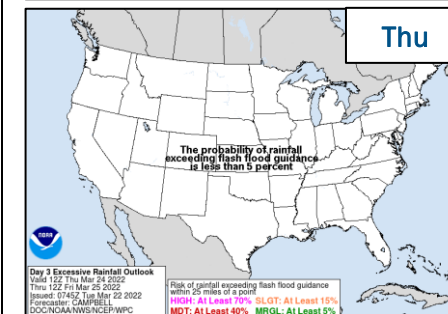 Thu
The probability of rainfall
exceeding flash flood guidance
is less than 5 percent
NOAA
Day 3 Excessive Rainfall Outlook
Valid 12Z Thu Mar 24 2022
Thru 12Z Fri Mar 25 2022
Issued: 0745Z Tue Mar 22 2022
Forecaster: CAMPBELL
DOC/NOAA/NWS/NCEP/WPC
Risk of rainfall exceeding flash flood guidance
within 25 miles of a point
HIGH: At Least 70% SLGT: At Least 15%
MDT: At Least 40% MRGL: At Least 5%